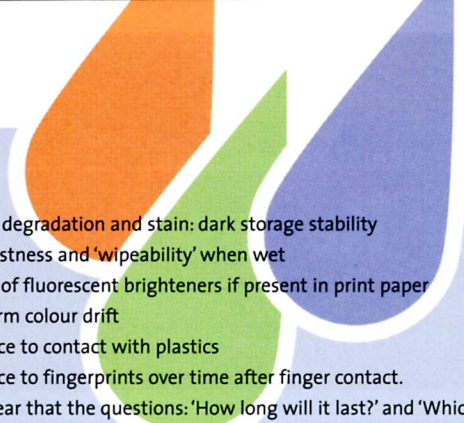 degradation and stain: dark storage stability
stness and ‘wipeability’ when wet
of fluorescent brighteners if present in print paper
rm colour drift
ce to contact with plastics
ce to fingerprints over time after finger contact.
ear that the questions: ‘How long will it last?’ and ‘Whic